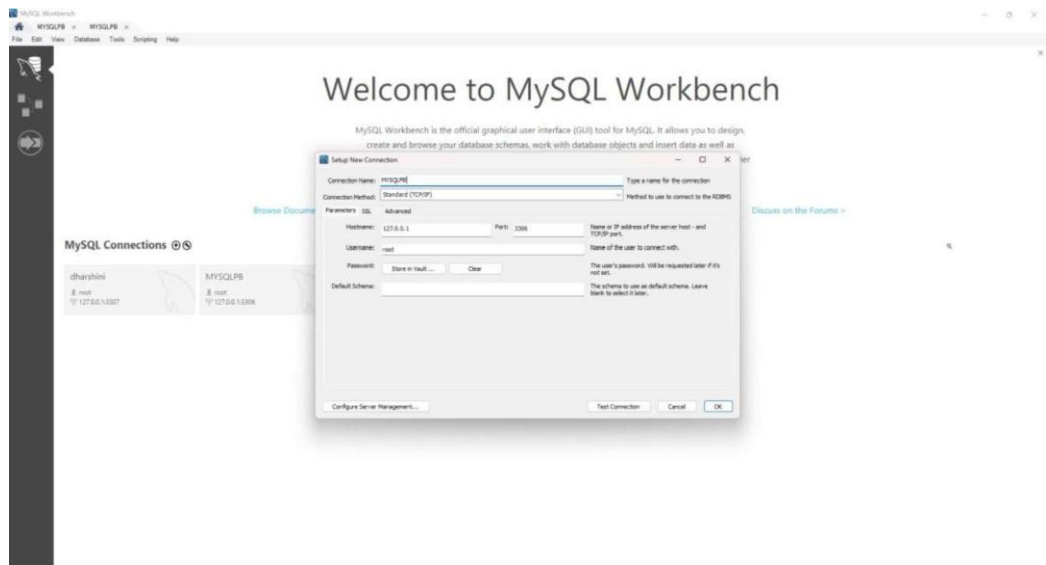 MySQL Workbench
MYSQLPB × MYSQLPB ×
File Edit View Database Tools Scripting Help
Welcome to MySQL Workbench
MySQL Workbench is the official graphical user interface (GUI) tool for MySQL. It allows you to design,
create and browse your database schemas, work with database objects and insert data as well as
Browse Docume
Discuss on the Forums >
MySQL Connections
dharshini
root
127.0.0.1:3307
MYSQLPB
root
127.0.0.1:3306
Setup New Connection
Connection Name: MYSQLPB Type a name for the connection
Connection Method: Standard (TCP/IP) Method to use to connect to the RDBMS
Parameters SSL Advanced
Hostname: 127.0.0.1 Port: 3306 Name or IP address of the server host - and
TCP/IP port.
Username: root Name of the user to connect with.
Password: Store in Vault ... Clear The user's password. Will be requested later if it's
not set.
Default Schema: The schema to use as default schema. Leave
blank to select it later.
Configure Server Management... Test Connection Cancel OK